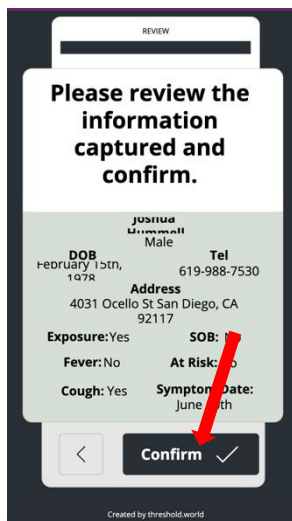 REVIEW
Please review the
information
captured and
confirm.
Joshua
Hummell
Male
DOB
Tel
February 15th,
1978
619-988-7530
Address
4031 Ocello St San Diego, CA
92117
Exposure: Yes
SOB:
Fever: No
At Risk:
Cough: Yes
Symptom Date:
June
Confirm
Created by threshold.world